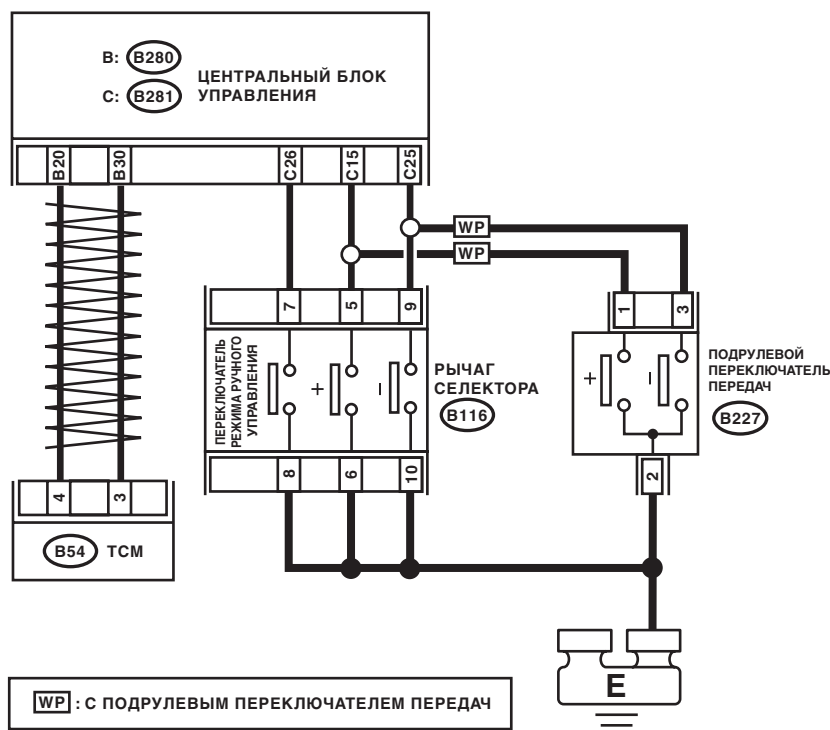 B: B280
C: B281
ЦЕНТРАЛЬНЫЙ БЛОК
УПРАВЛЕНИЯ
B20
B30
C26
C15
C25
WP
WP
7
5
9
1
3
ПЕРЕКЛЮЧАТЕЛЬ
РЕЖИМА РУЧНОГО
УПРАВЛЕНИЯ
+
–
РЫЧАГ
СЕЛЕКТОРА
B116
+
–
ПОДРУЛЕВОЙ
ПЕРЕКЛЮЧАТЕЛЬ
ПЕРЕДАЧ
B227
8
6
10
2
4
3
B54 TCM
E
WP : С ПОДРУЛЕВЫМ ПЕРЕКЛЮЧАТЕЛЕМ ПЕРЕДАЧ